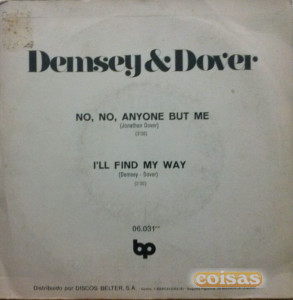 Demsey & Dover
NO, NO, ANYONE BUT ME
(Jonathan Dover)
I'LL FIND MY WAY
(Demsey - Dover)
06.031
bp
coisas
Distribuido por DISCOS BELTER, S.A.